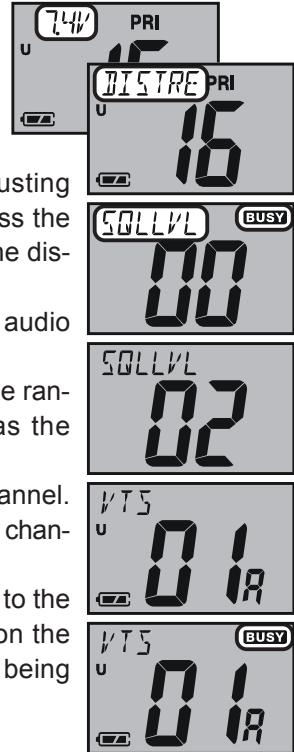 7.4V PRI
U
16
DISTRE PRI
U
16
usting
ss the
e dis-
SQLLVL BUSY
00
audio
e ran-
as the
SQLLVL
02
annel.
chan-
VTS
U
01A
to the
on the
being
VTS BUSY
U
01A